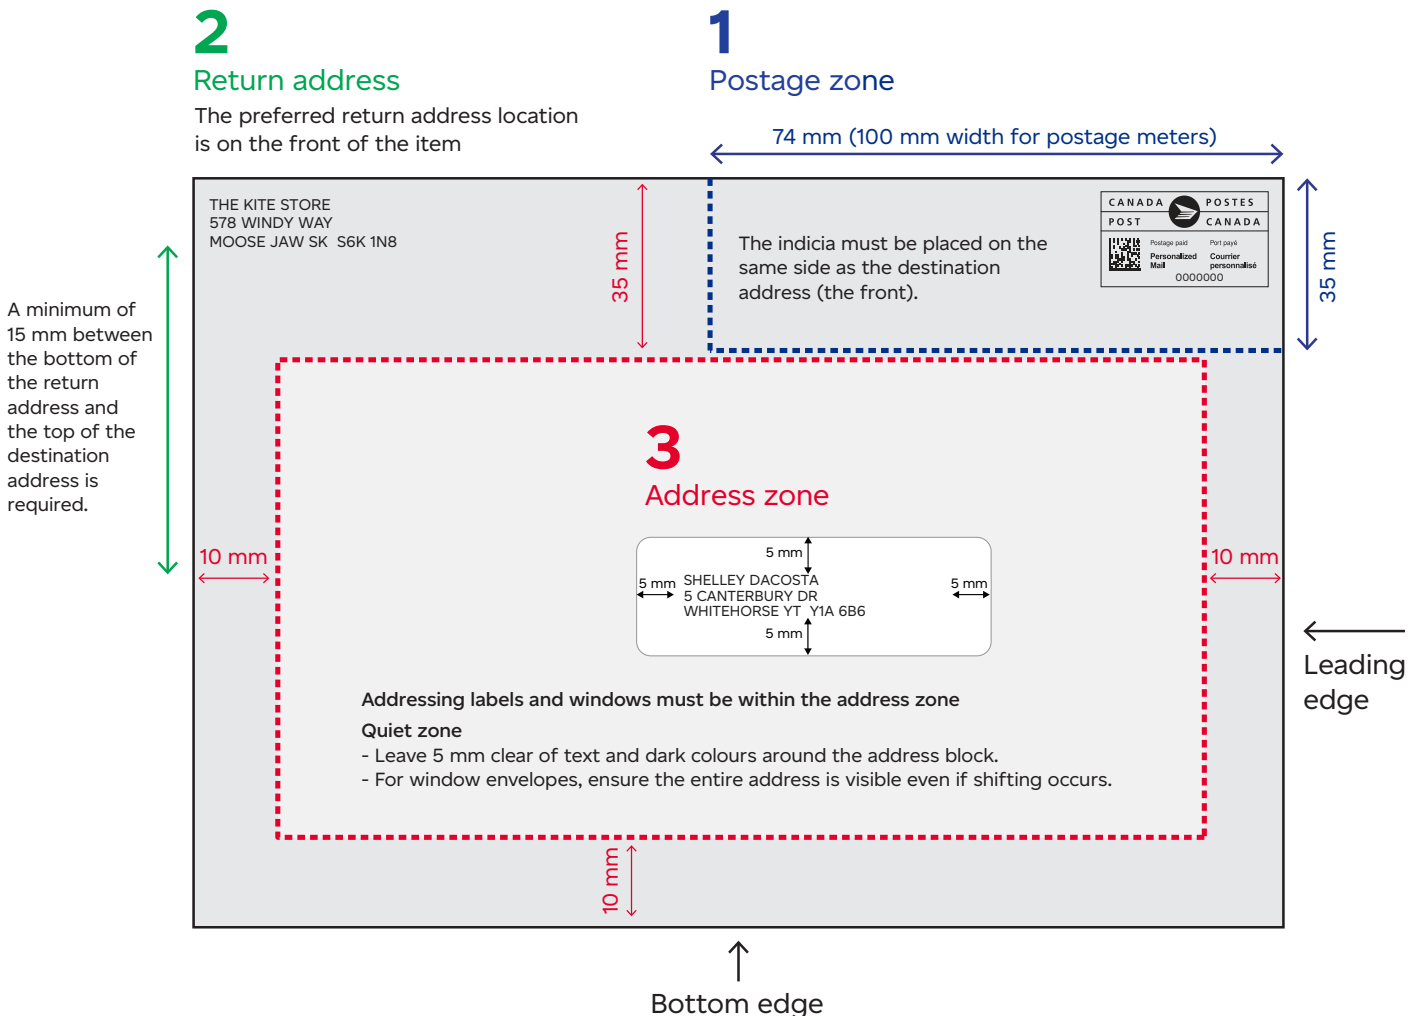 2
Return address
The preferred return address location
is on the front of the item
1
Postage zone
74 mm (100 mm width for postage meters)
THE KITE STORE
578 WINDY WAY
MOOSE JAW SK  S6K 1N8
35 mm
The indicia must be placed on the
same side as the destination
address (the front).
CANADA POSTES
POST CANADA
Postage paid Port payé
Personalized Courrier
Mail personnalisé
0000000
35 mm
A minimum of
15 mm between
the bottom of
the return
address and
the top of the
destination
address is
required.
3
Address zone
10 mm
10 mm
5 mm
5 mm
SHELLEY DACOSTA
5 CANTERBURY DR
WHITEHORSE YT  Y1A 6B6
5 mm
5 mm
Leading
edge
Addressing labels and windows must be within the address zone
Quiet zone
- Leave 5 mm clear of text and dark colours around the address block.
- For window envelopes, ensure the entire address is visible even if shifting occurs.
10 mm
Bottom edge